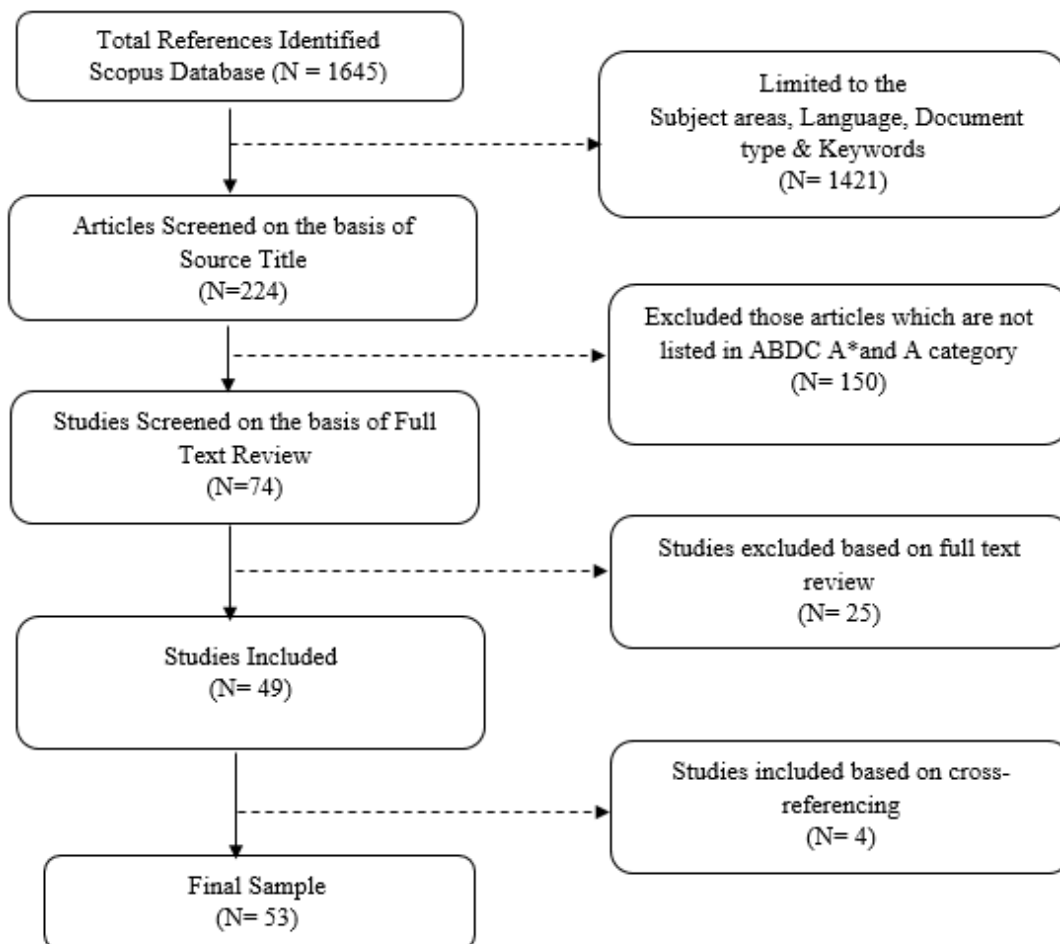 Total References Identified
Scopus Database (N = 1645)
Limited to the
Subject areas, Language, Document
type & Keywords
(N= 1421)
Articles Screened on the basis of
Source Title
(N=224)
Excluded those articles which are not
listed in ABDC A*and A category
(N= 150)
Studies Screened on the basis of Full
Text Review
(N=74)
Studies excluded based on full text
review
(N= 25)
Studies Included
(N= 49)
Studies included based on cross-
referencing
(N= 4)
Final Sample
(N= 53)